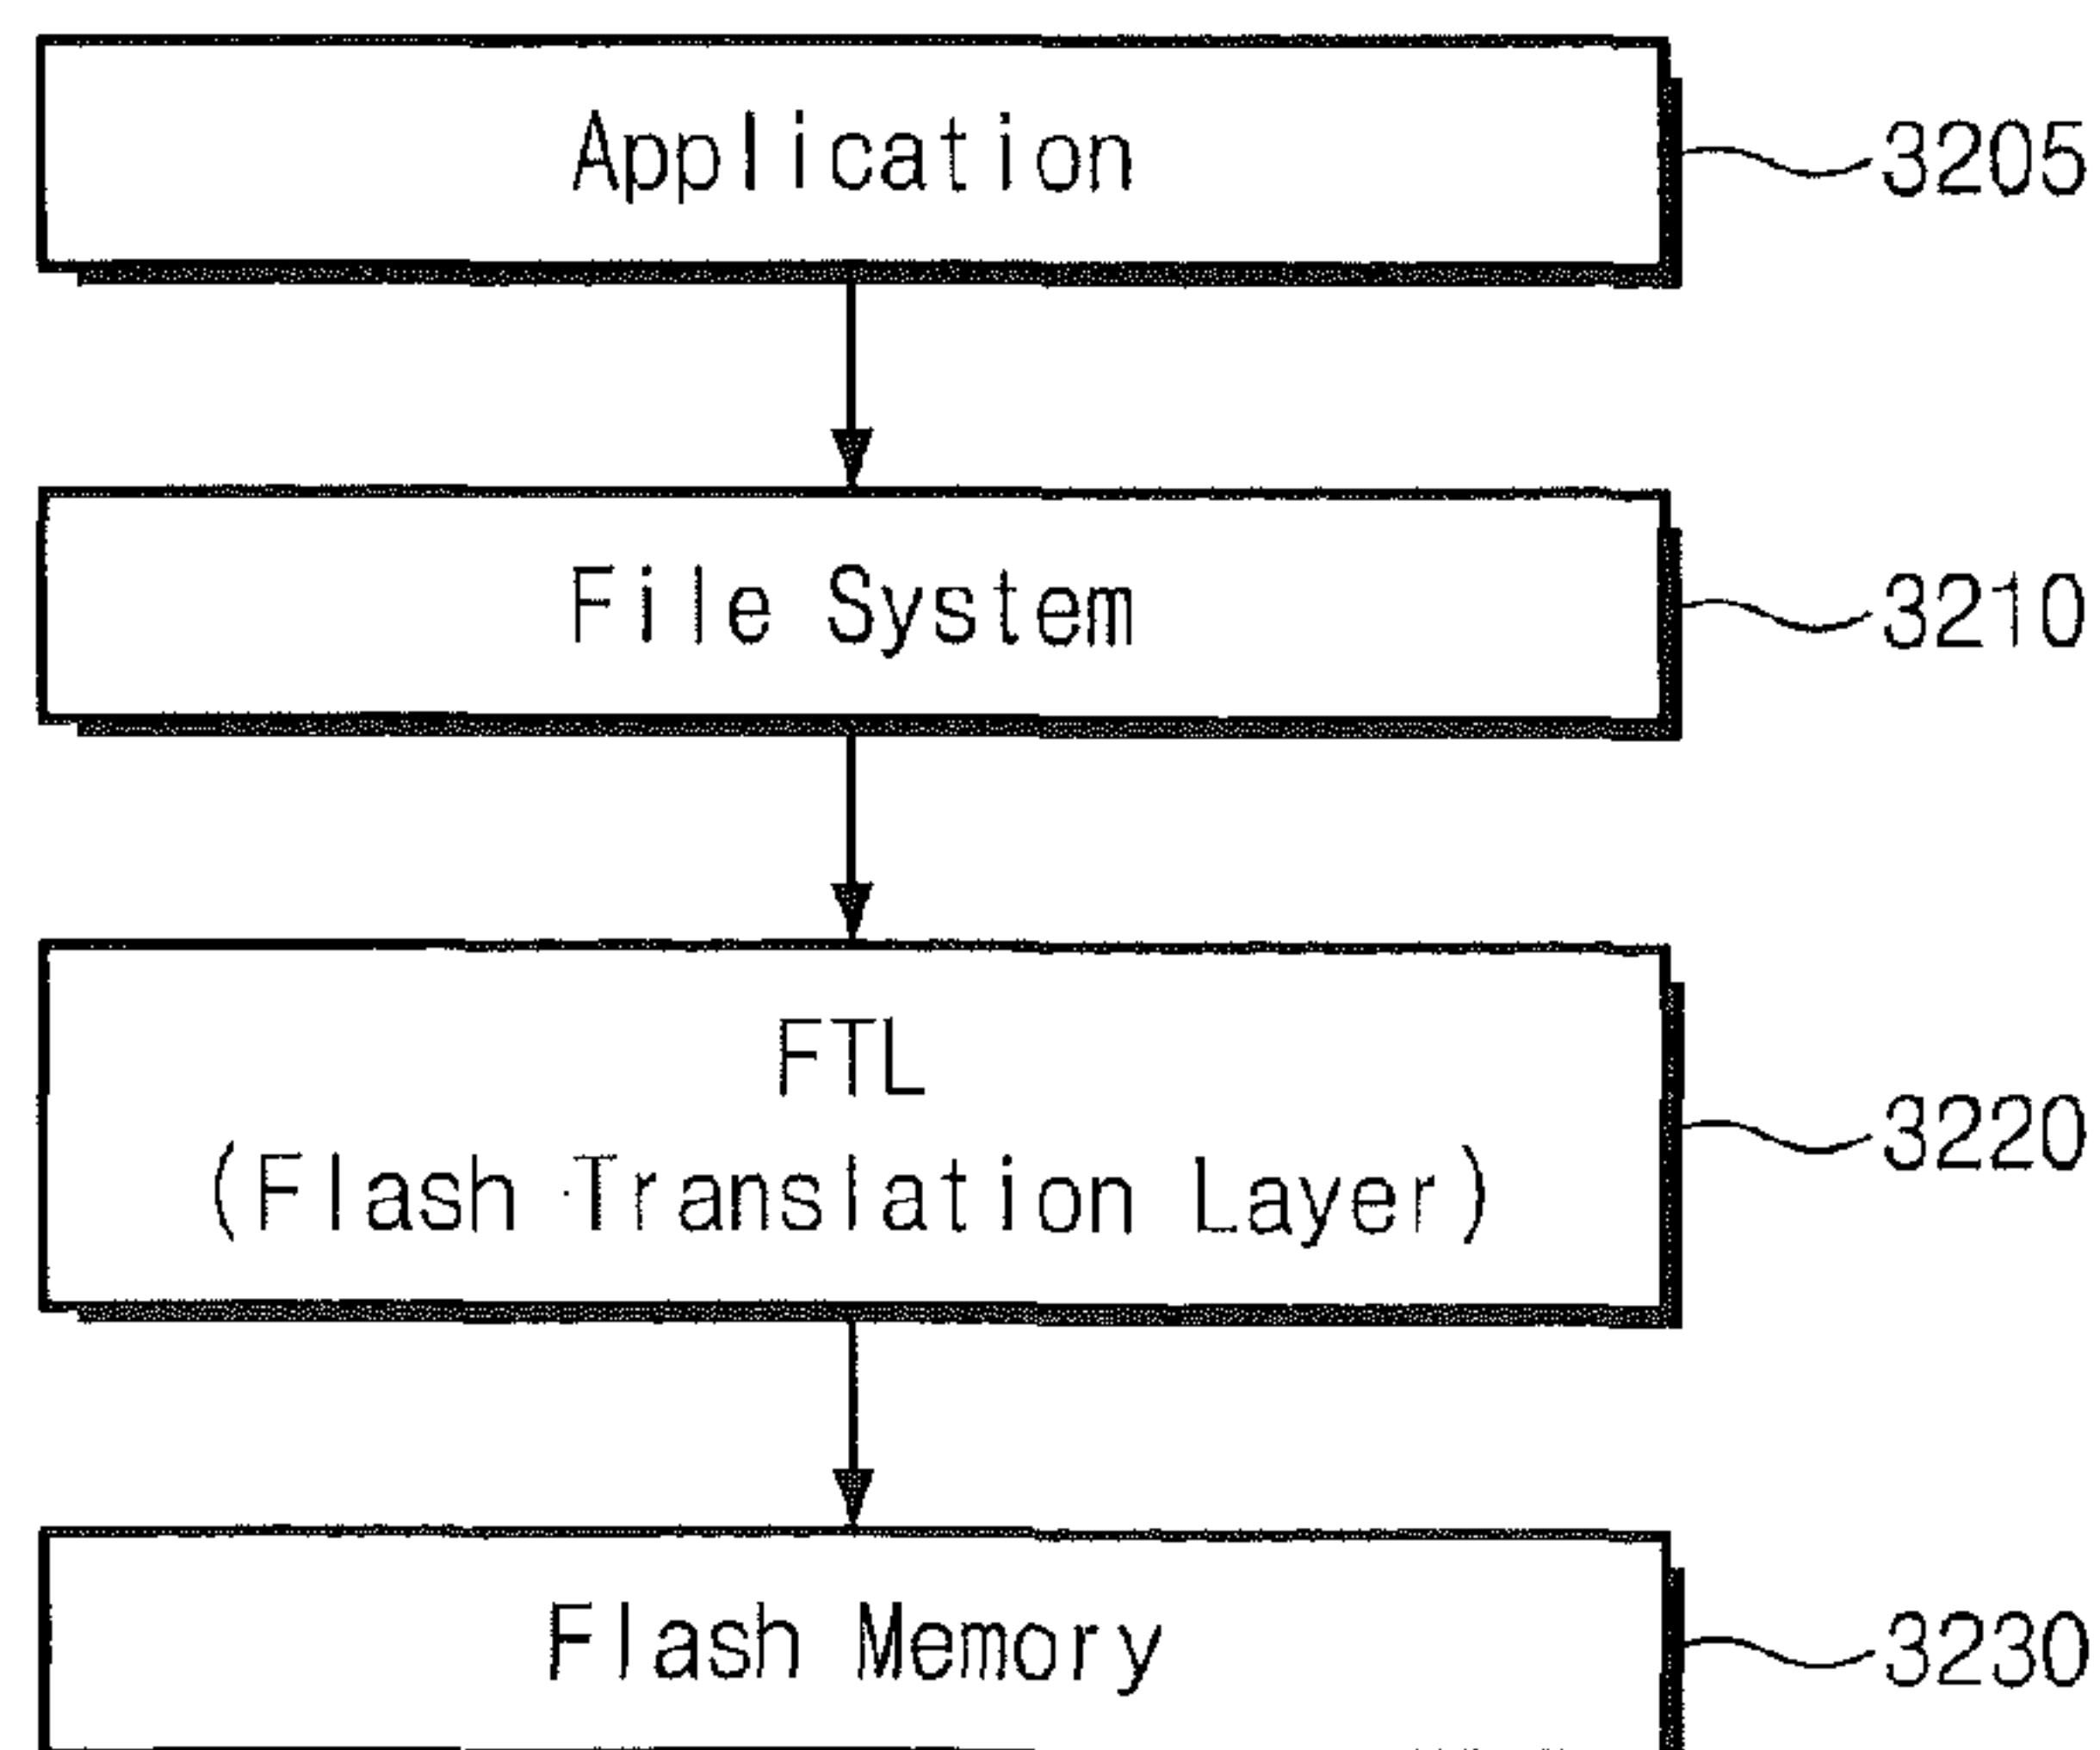 Application
3205
File System
3210
FTL
(Flash Translation Layer)
3220
Flash Memory
3230